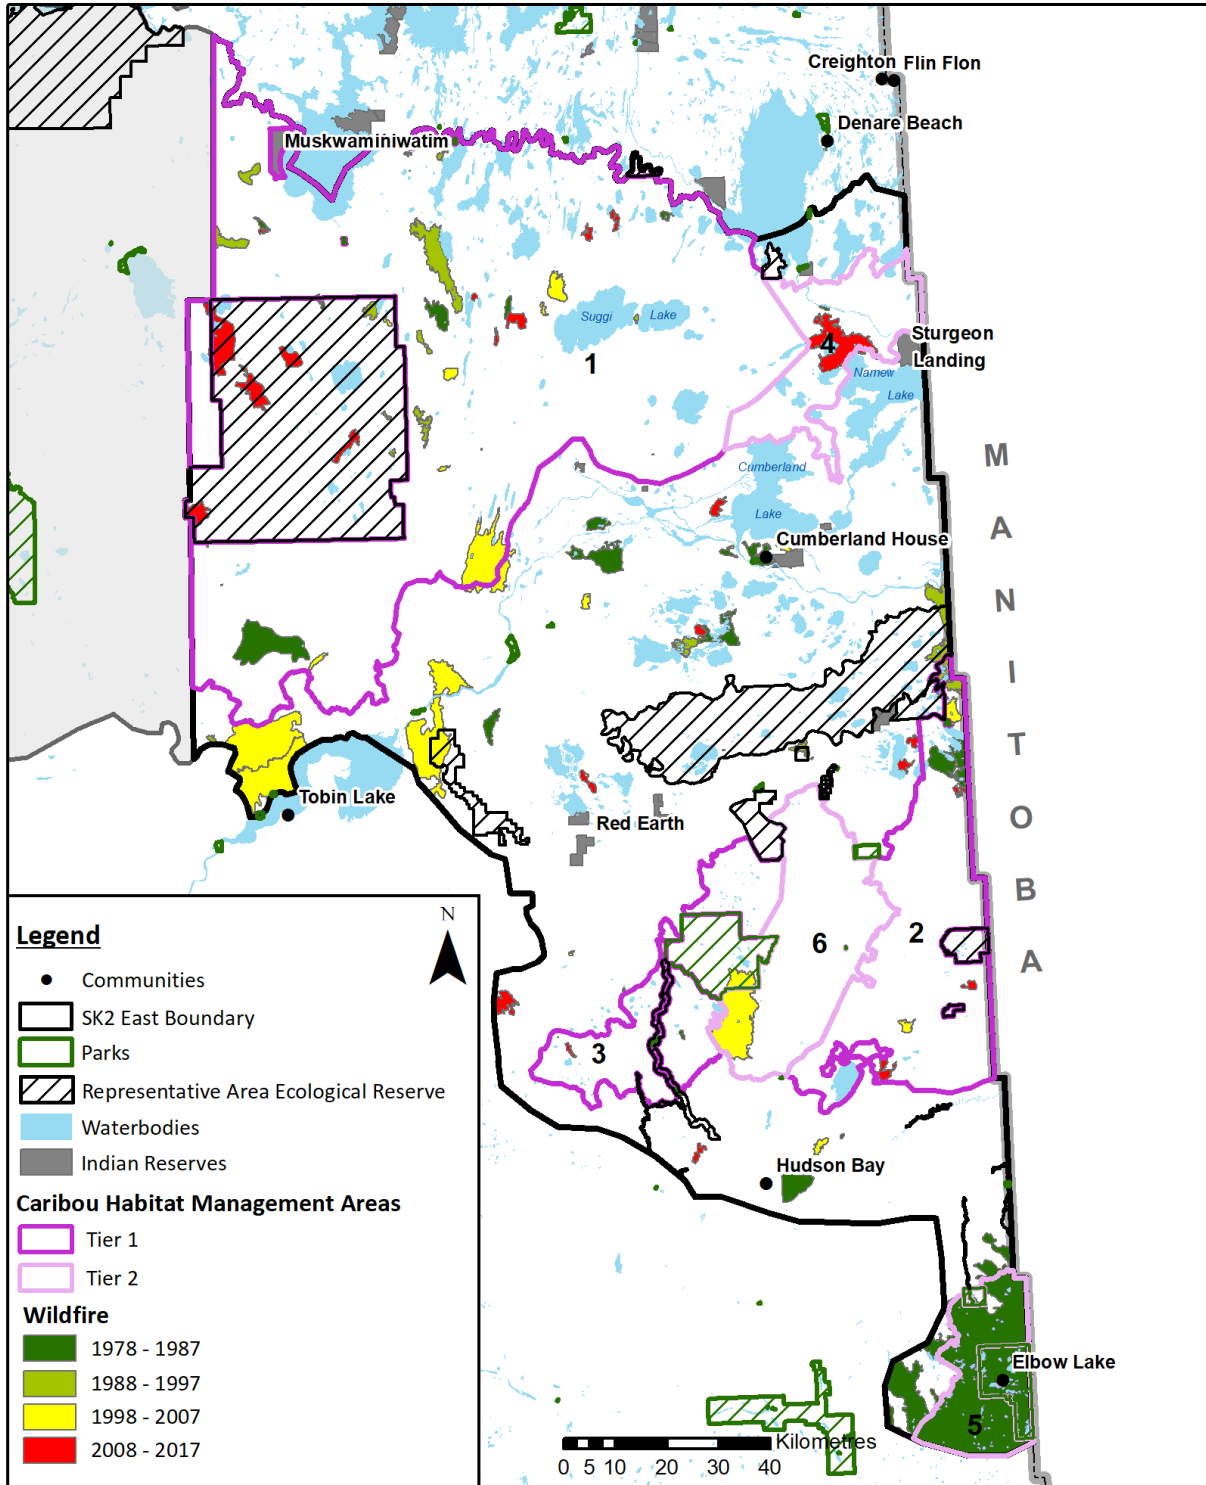 Creighton Flin Flon
Denare Beach
Muskwaminiwatim
Suggi Lake
1
4
Sturgeon
Landing
Namew
Lake
Cumberland
Lake
Cumberland House
MANITOBA
Tobin Lake
Red Earth
6
2
3
Hudson Bay
Elbow Lake
5
Kilometres
0 5 10 20 30 40
N
Legend
Communities
SK2 East Boundary
Parks
Representative Area Ecological Reserve
Waterbodies
Indian Reserves
Caribou Habitat Management Areas
Tier 1
Tier 2
Wildfire
1978 - 1987
1988 - 1997
1998 - 2007
2008 - 2017